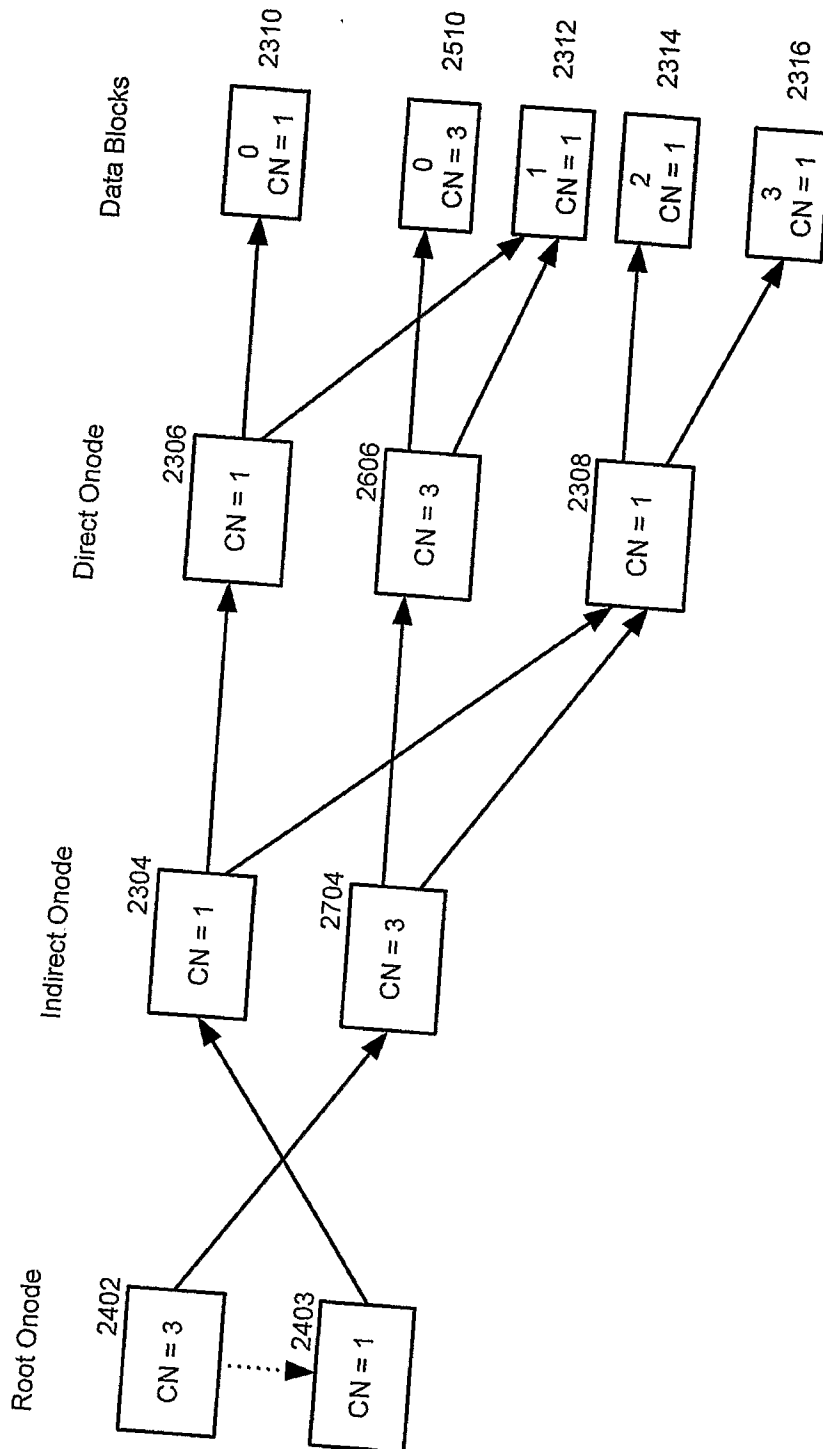 Root Onode
2402
CN = 3
2403
CN = 1
Indirect Onode
2304
CN = 1
2704
CN = 3
Direct Onode
2306
CN = 1
2606
CN = 3
2308
CN = 1
Data Blocks
0
CN = 1
2310
0
CN = 3
2510
1
CN = 1
2312
2
CN = 1
2314
3
CN = 1
2316